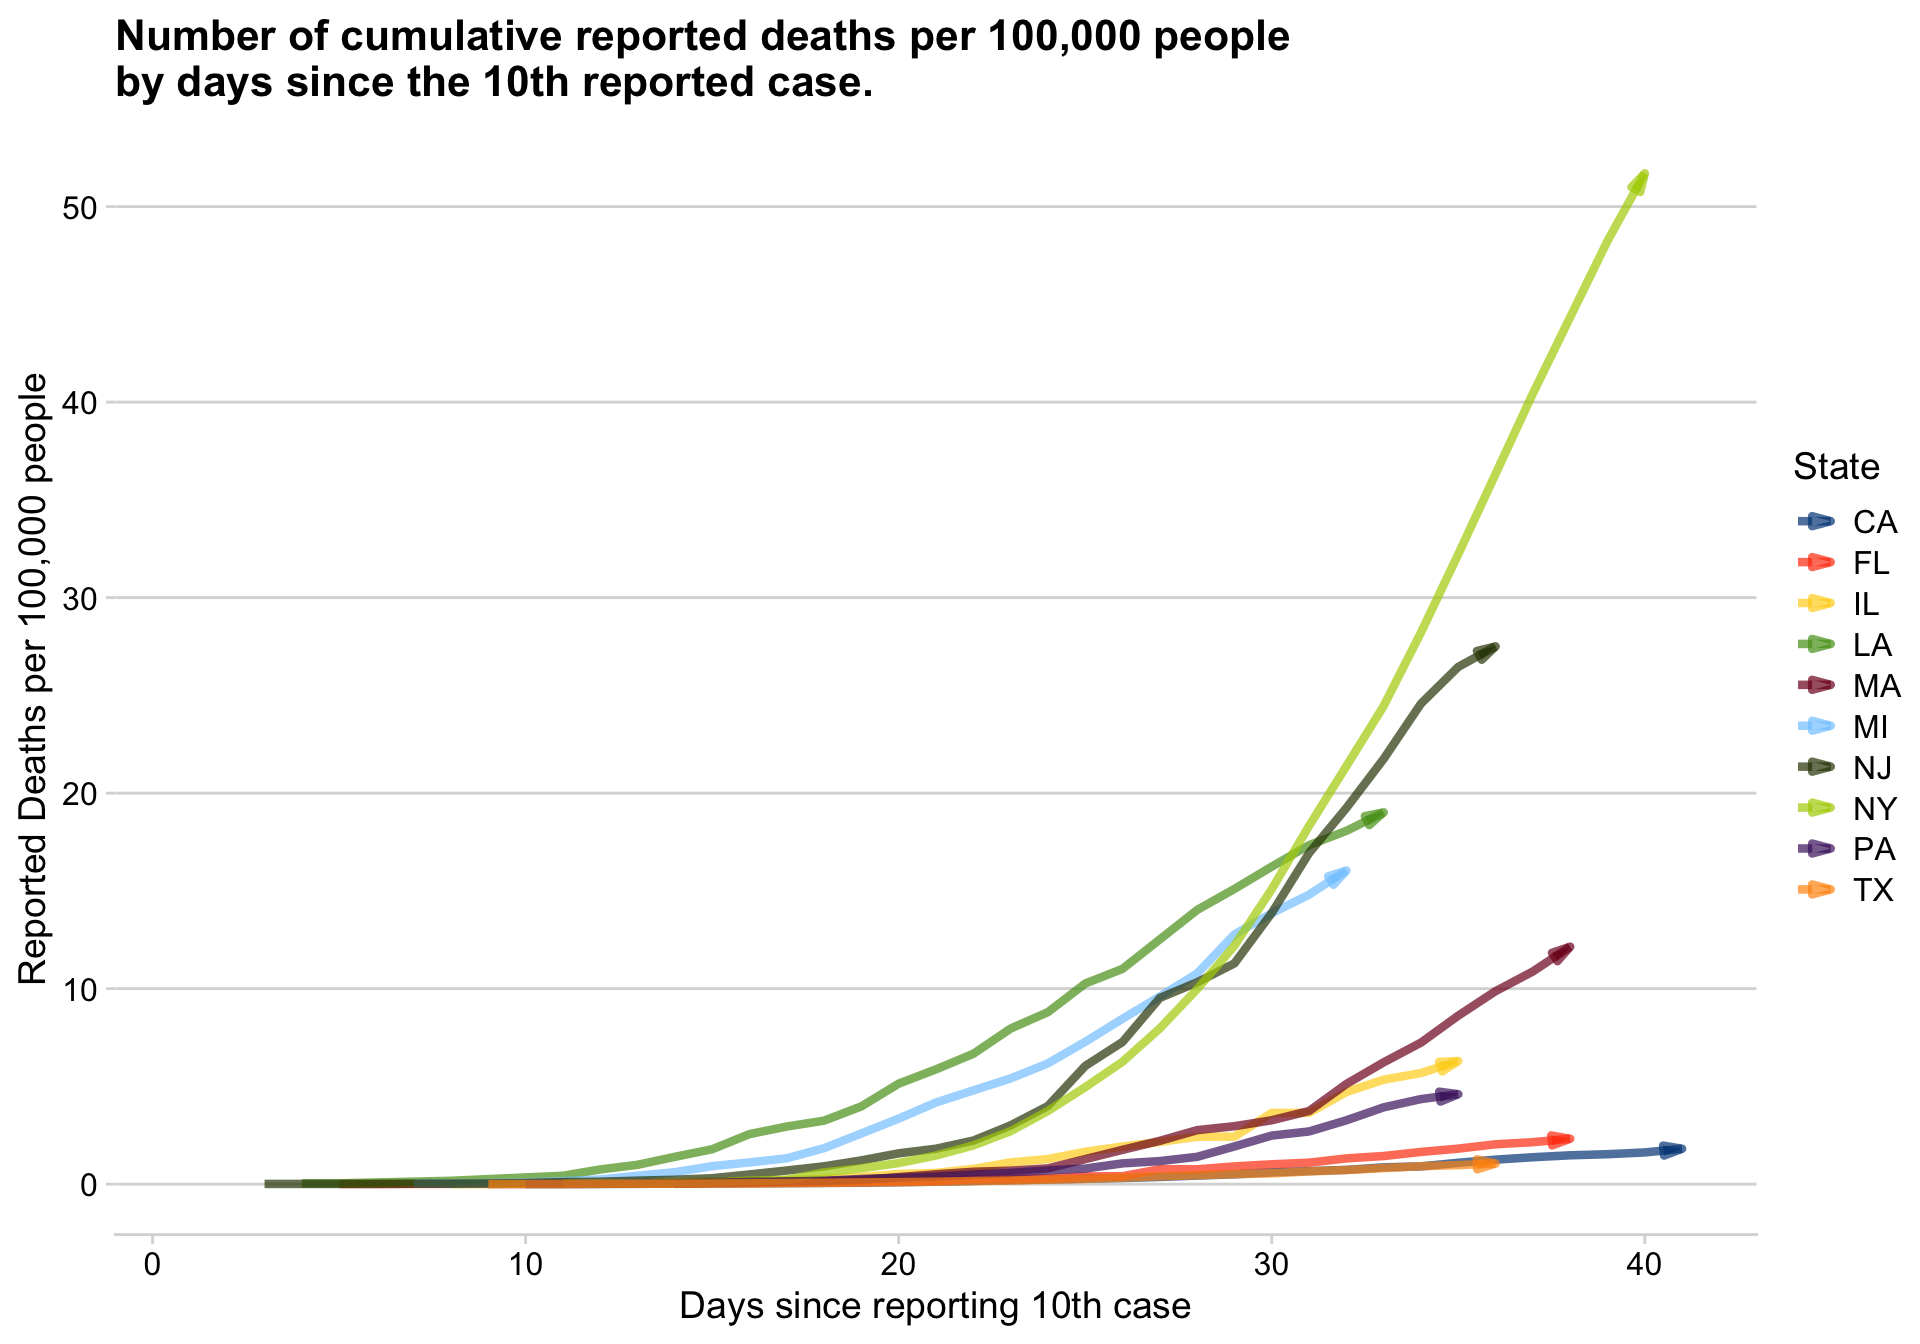 Number of cumulative reported deaths per 100,000 people
by days since the 10th reported case.
Reported Deaths per 100,000 people
50
40
30
20
10
0
0
10
20
30
40
Days since reporting 10th case
State
CA
FL
IL
LA
MA
MI
NJ
NY
PA
TX